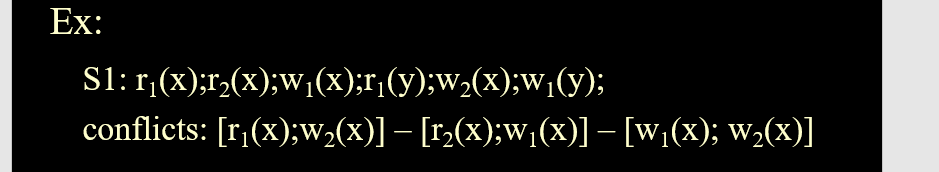 Ex:
S1: r₁(x);r₂(x);w₁(x);r₁(y);w₂(x);w₁(y);
conflicts: [r₁(x);w₂(x)] – [r₂(x);w₁(x)] – [w₁(x); w₂(x)]